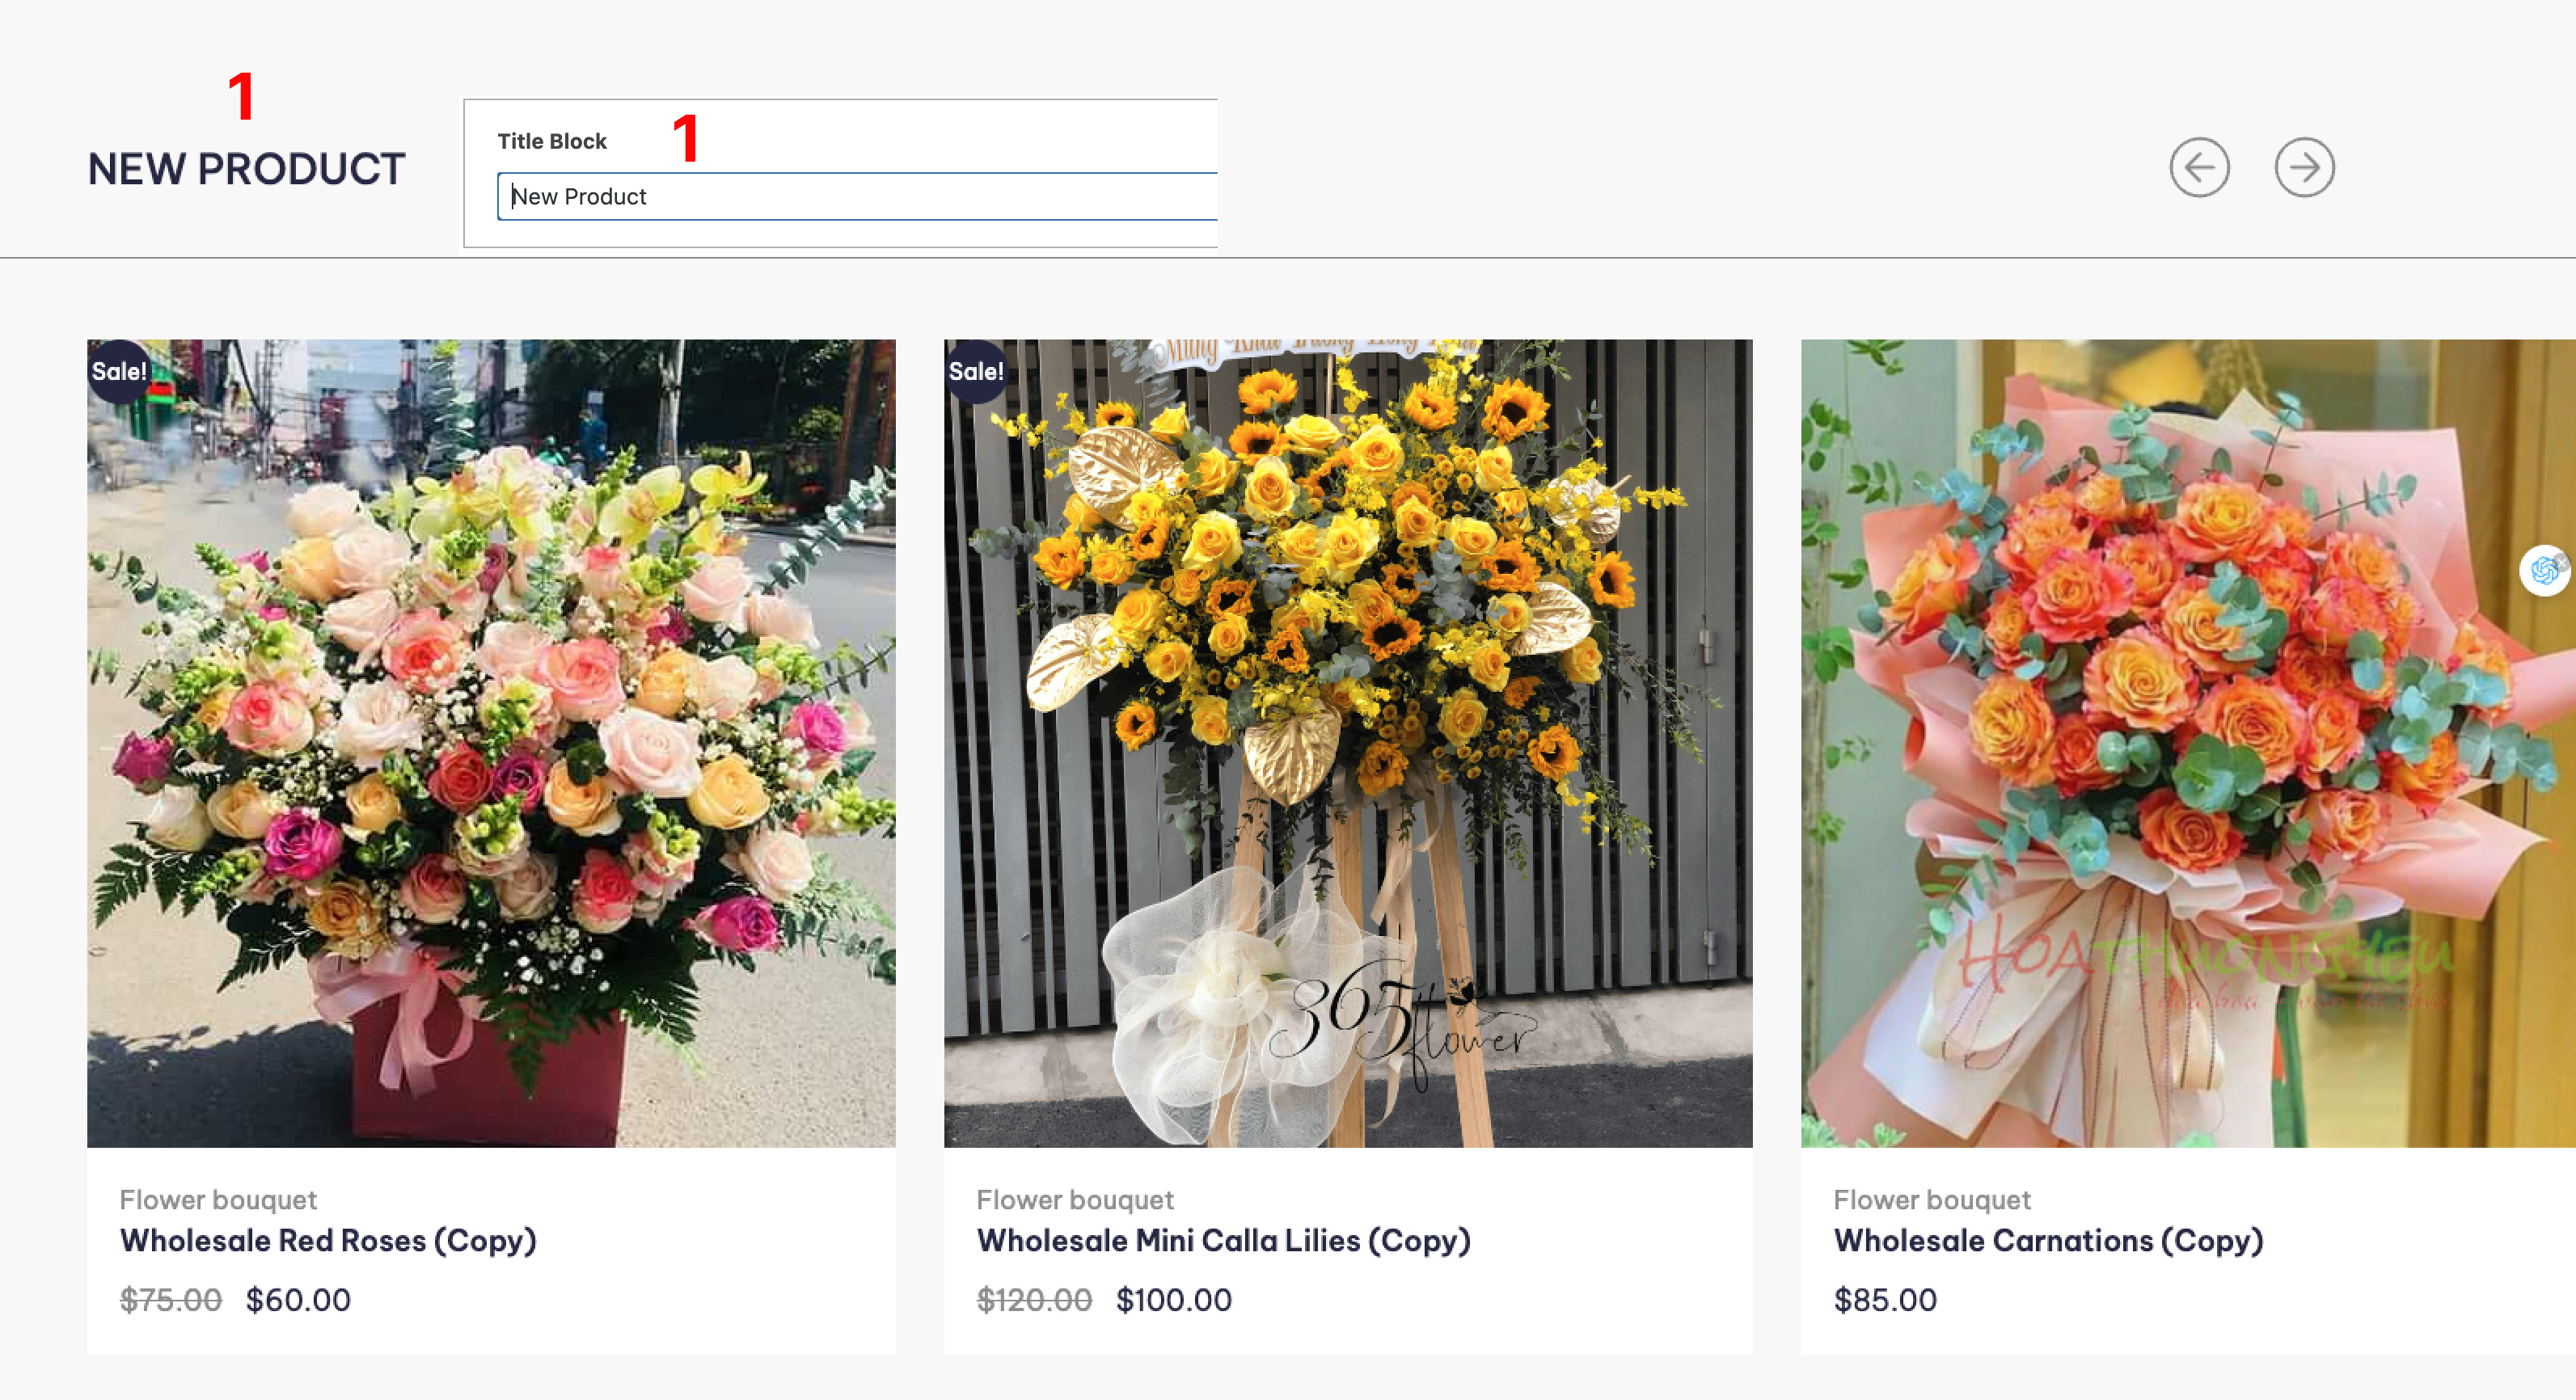 1
NEW PRODUCT
Title Block
1
New Product
Sale!
Sale!
365
flower
HOATHUONGYEU
Flower bouquet
Wholesale Red Roses (Copy)
$75.00 $60.00
Flower bouquet
Wholesale Mini Calla Lilies (Copy)
$120.00 $100.00
Flower bouquet
Wholesale Carnations (Copy)
$85.00